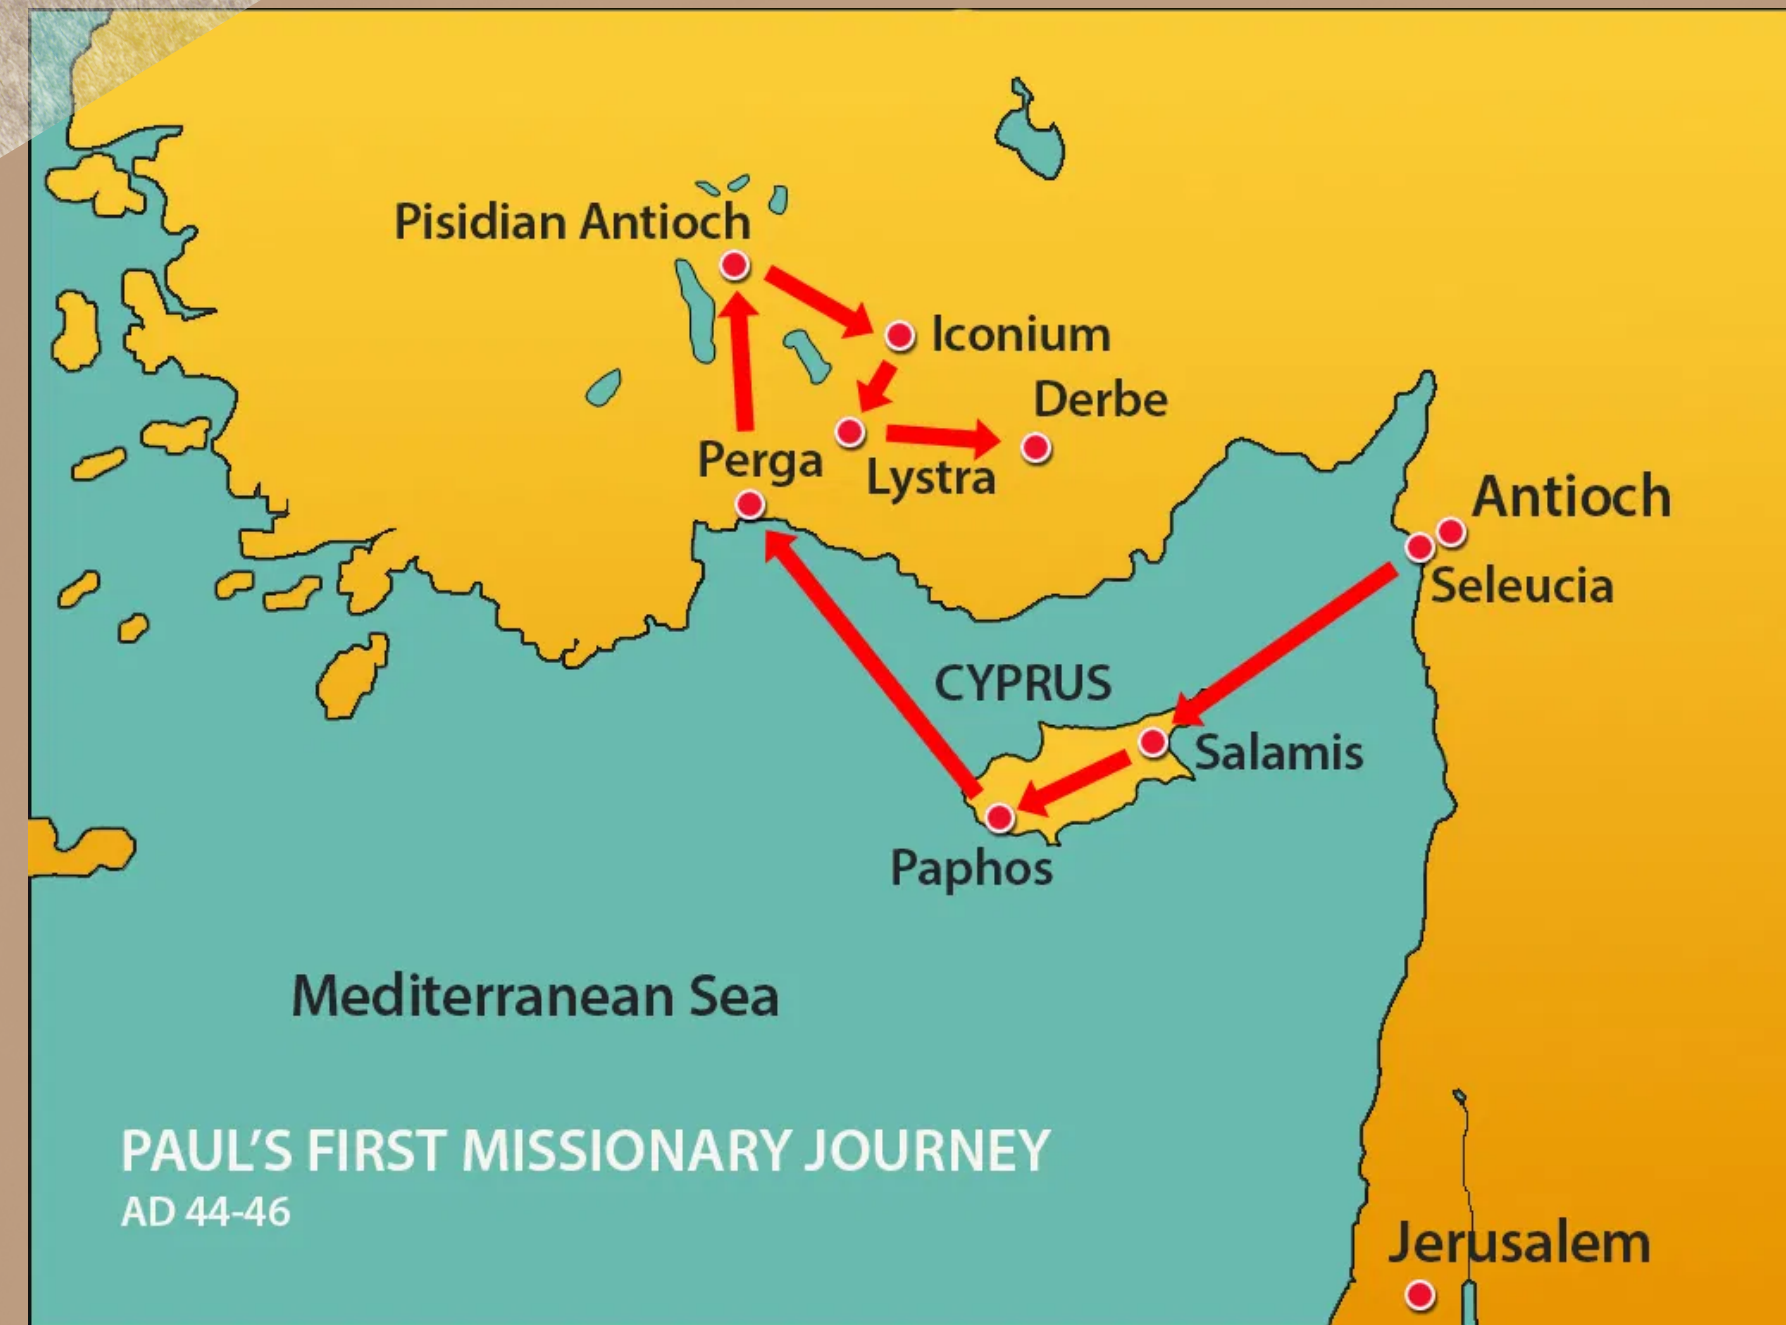 Pisidian Antioch
Iconium
Derbe
Perga
Lystra
Antioch
Seleucia
CYPRUS
Salamis
Paphos
Mediterranean Sea
PAUL’S FIRST MISSIONARY JOURNEY
AD 44-46
Jerusalem